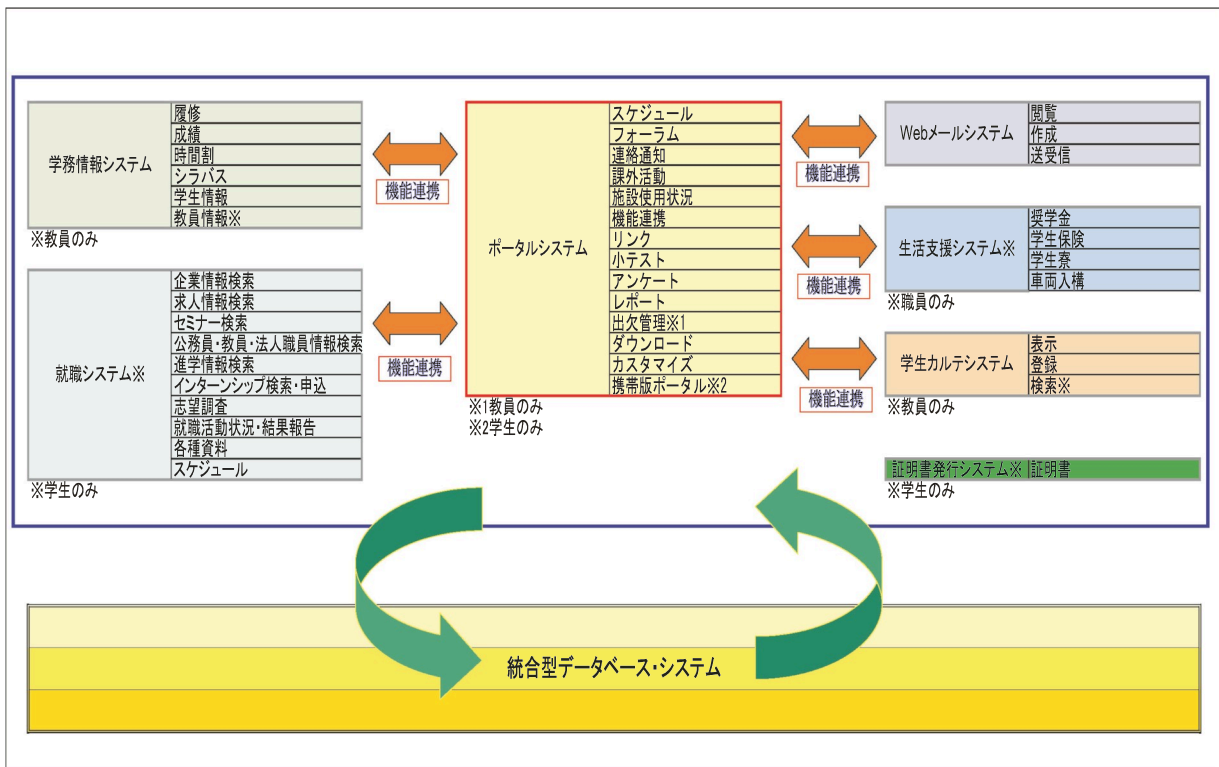 学務情報システム
履修
成績
時間割
シラバス
学生情報
教員情報※
※教員のみ
機能連携
就職システム※
企業情報検索
求人情報検索
セミナー検索
公務員・教員・法人職員情報検索
進学情報検索
インターンシップ検索・申込
志望調査
就職活動状況・結果報告
各種資料
スケジュール
※学生のみ
機能連携
ポータルシステム
スケジュール
フォーラム
連絡通知
課外活動
施設使用状況
機能連携
リンク
小テスト
アンケート
レポート
出欠管理※1
ダウンロード
カスタマイズ
携帯版ポータル※2
※1教員のみ
※2学生のみ
機能連携
Webメールシステム
閲覧
作成
送受信
機能連携
生活支援システム※
奨学金
学生保険
学生寮
車両入構
※職員のみ
機能連携
学生カルテシステム
表示
登録
検索※
※教員のみ
証明書発行システム※
証明書
※学生のみ
統合型データベース・システム